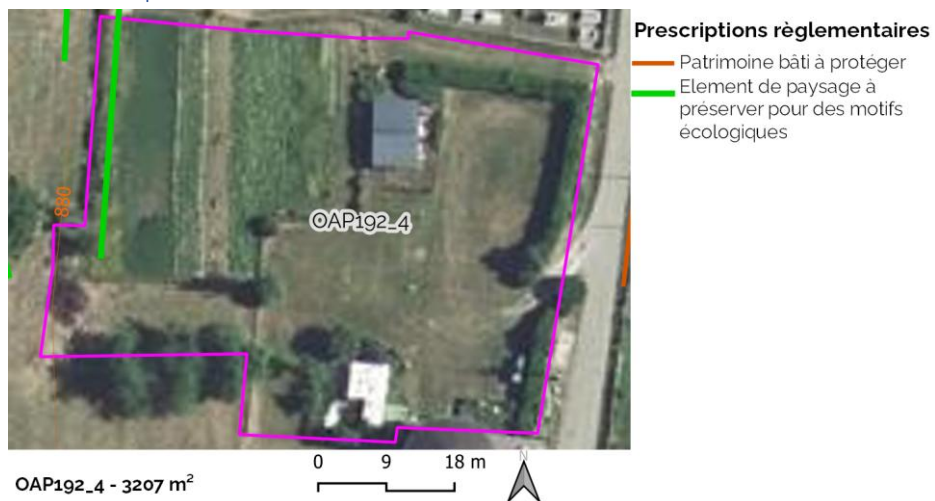 Prescriptions règlementaires
Patrimoine bâti à protéger
Element de paysage à
préserver pour des motifs
écologiques
880
OAP192_4
OAP192_4 - 3207 m²
0 9 18 m
N